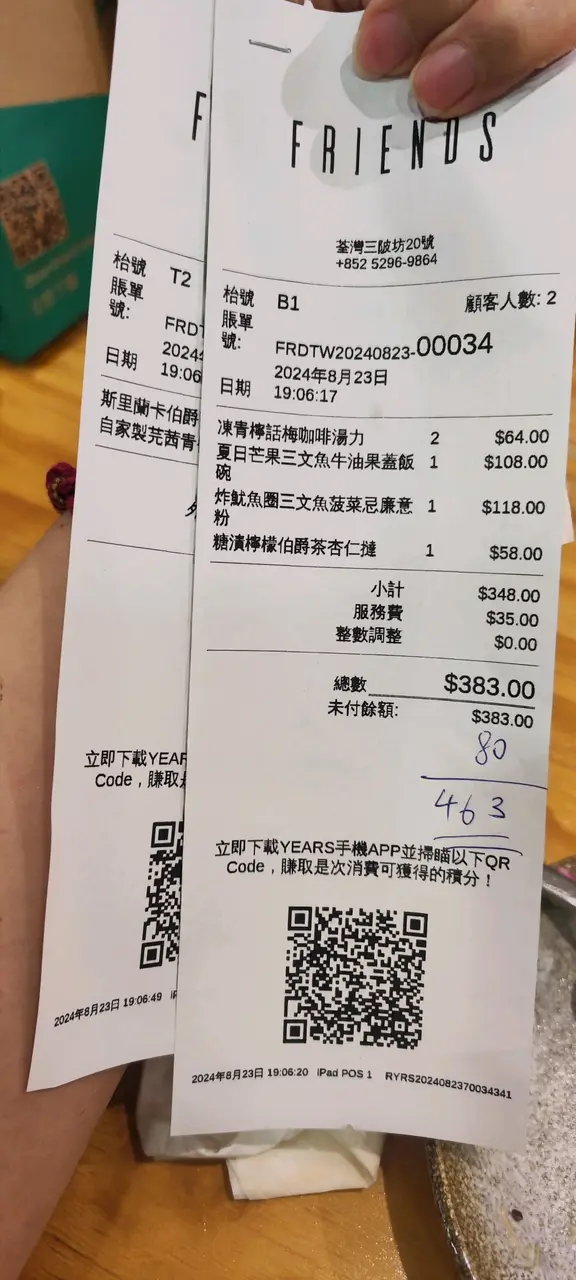 FRIENDS
荃灣三陂坊20號
+852 5296-9864
枱號 B1 顧客人數: 2
賬單號: FRDTW20240823-00034
日期 2024年8月23日
19:06:17
凍青檸話梅咖啡湯力 2 $64.00
夏日芒果三文魚牛油果蓋飯 1 $108.00
碗
炸魷魚圈三文魚菠菜忌廉意 1 $118.00
粉
糖漬檸檬伯爵茶杏仁撻 1 $58.00
小計 $348.00
服務費 $35.00
整數調整 $0.00
總數 $383.00
未付餘額: $383.00
80
463
立即下載YEARS手機APP並掃瞄以下QR
Code，賺取是次消費可獲得的積分！
2024年8月23日 19:06:20 iPad POS 1 RYRS2024082370034341
F
枱號 T2
賬單號: FRDT
日期 2024
19:06
斯里蘭卡伯爵
自家製芫茜青
立即下載YEAR
Code，賺取
2024年8月23日 19:06:49 iP